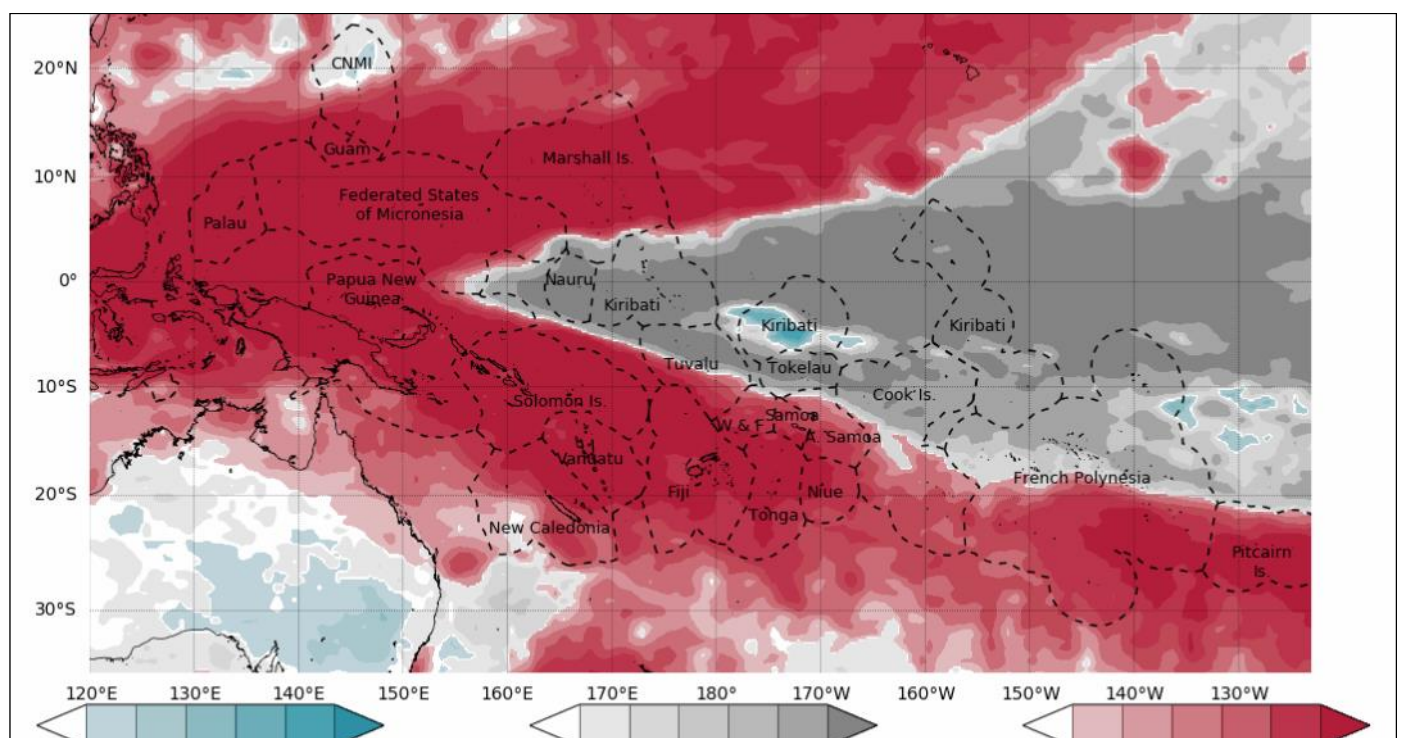 20°N
CNMI
Guam
Marshall Is.
10°N
Federated States
of Micronesia
Palau
0°
Papua New
Guinea
Nauru
Kiribati
Kiribati
Kiribati
Tuvalu
Tokelau
10°S
Cook Is.
Solomon Is.
Samoa
W & F
A. Samoa
Vanuatu
French Polynesia
20°S
Fiji
Niue
Tonga
New Caledonia
Pitcairn
Is.
30°S
120°E 130°E 140°E 150°E 160°E 170°E 180° 170°W 160°W 150°W 140°W 130°W